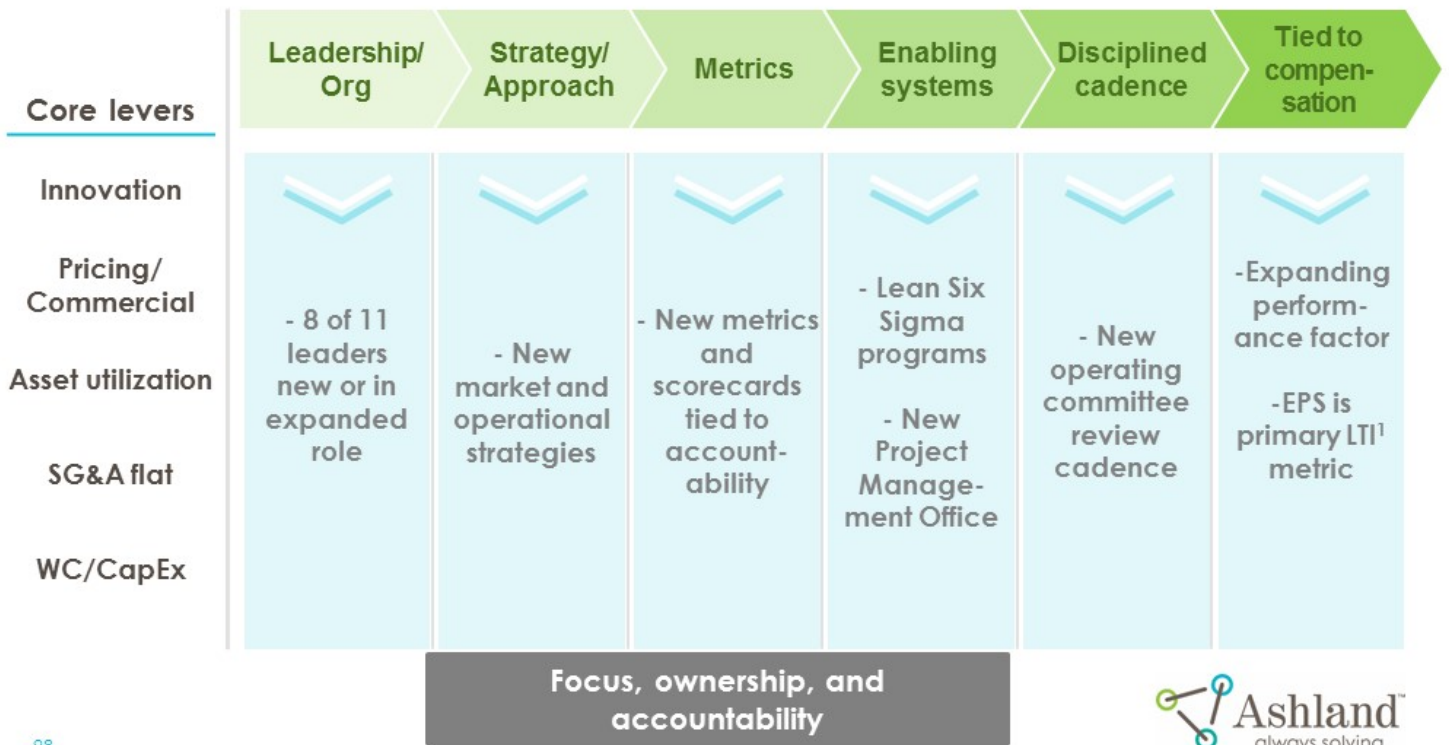 Core levers
Innovation
Pricing/
Commercial
Asset utilization
SG&A flat
WC/CapEx
Leadership/
Org
Strategy/
Approach
Metrics
Enabling
systems
Disciplined
cadence
Tied to
compen-
sation
- 8 of 11
leaders
new or in
expanded
role
- New
market and
operational
strategies
- New metrics
and
scorecards
tied to
account-
ability
- Lean Six
Sigma
programs
- New
Project
Manage-
ment Office
- New
operating
committee
review
cadence
-Expanding
perform-
ance factor
-EPS is
primary LTI¹
metric
Focus, ownership, and
accountability
Ashland™
always solving